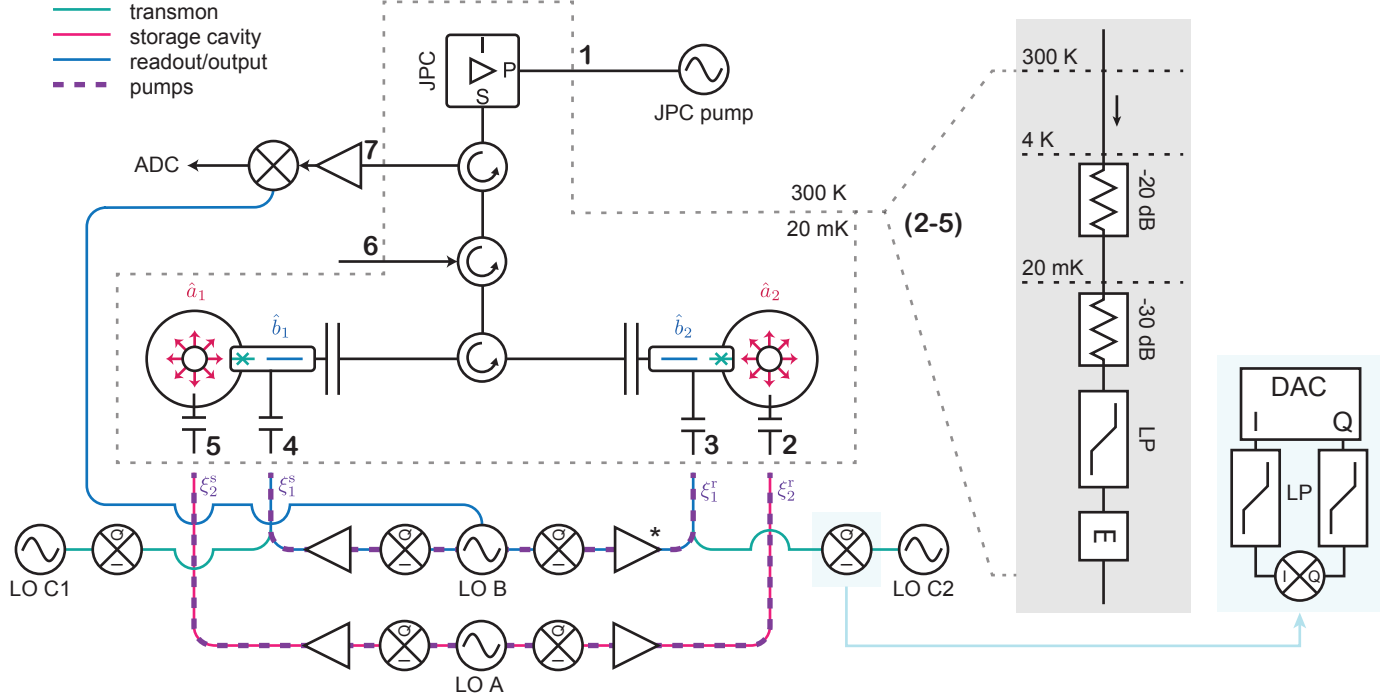 transmon
storage cavity
readout/output
pumps
JPC
P
S
1
JPC pump
ADC
7
6
300 K
20 mK
(2-5)
300 K
4 K
-20 dB
20 mK
-30 dB
LP
E
â₁
b̂₁
b̂₂
â₂
5
4
3
2
ξ₂ˢ
ξ₁ˢ
ξ₁ʳ
ξ₂ʳ
*
LO C1
Q
I
Q
I
LO B
Q
I
Q
I
LO C2
Q
I
LO A
Q
I
DAC
I
Q
LP
I
Q